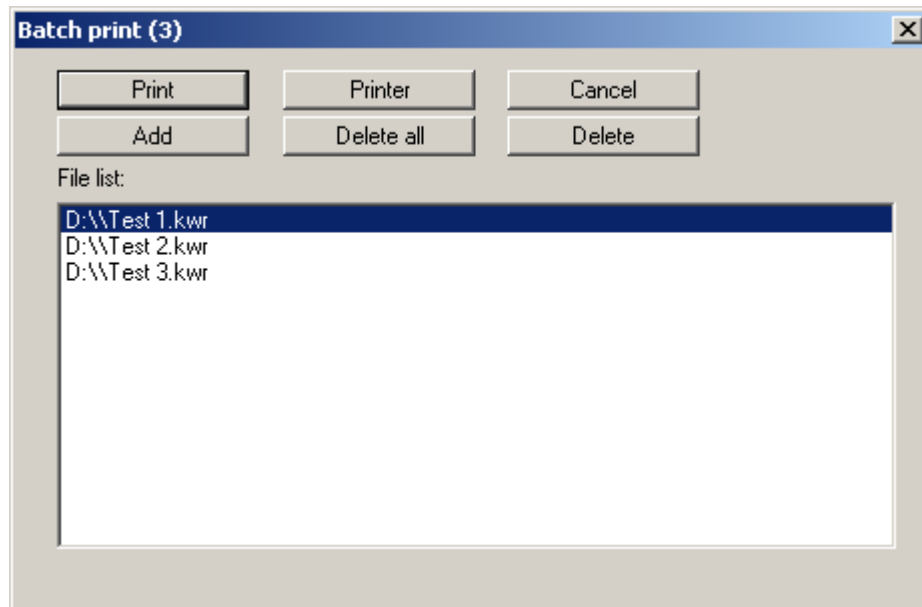 Batch print (3)
Print Printer Cancel
Add Delete all Delete
File list:
D:\\Test 1.kwr
D:\\Test 2.kwr
D:\\Test 3.kwr